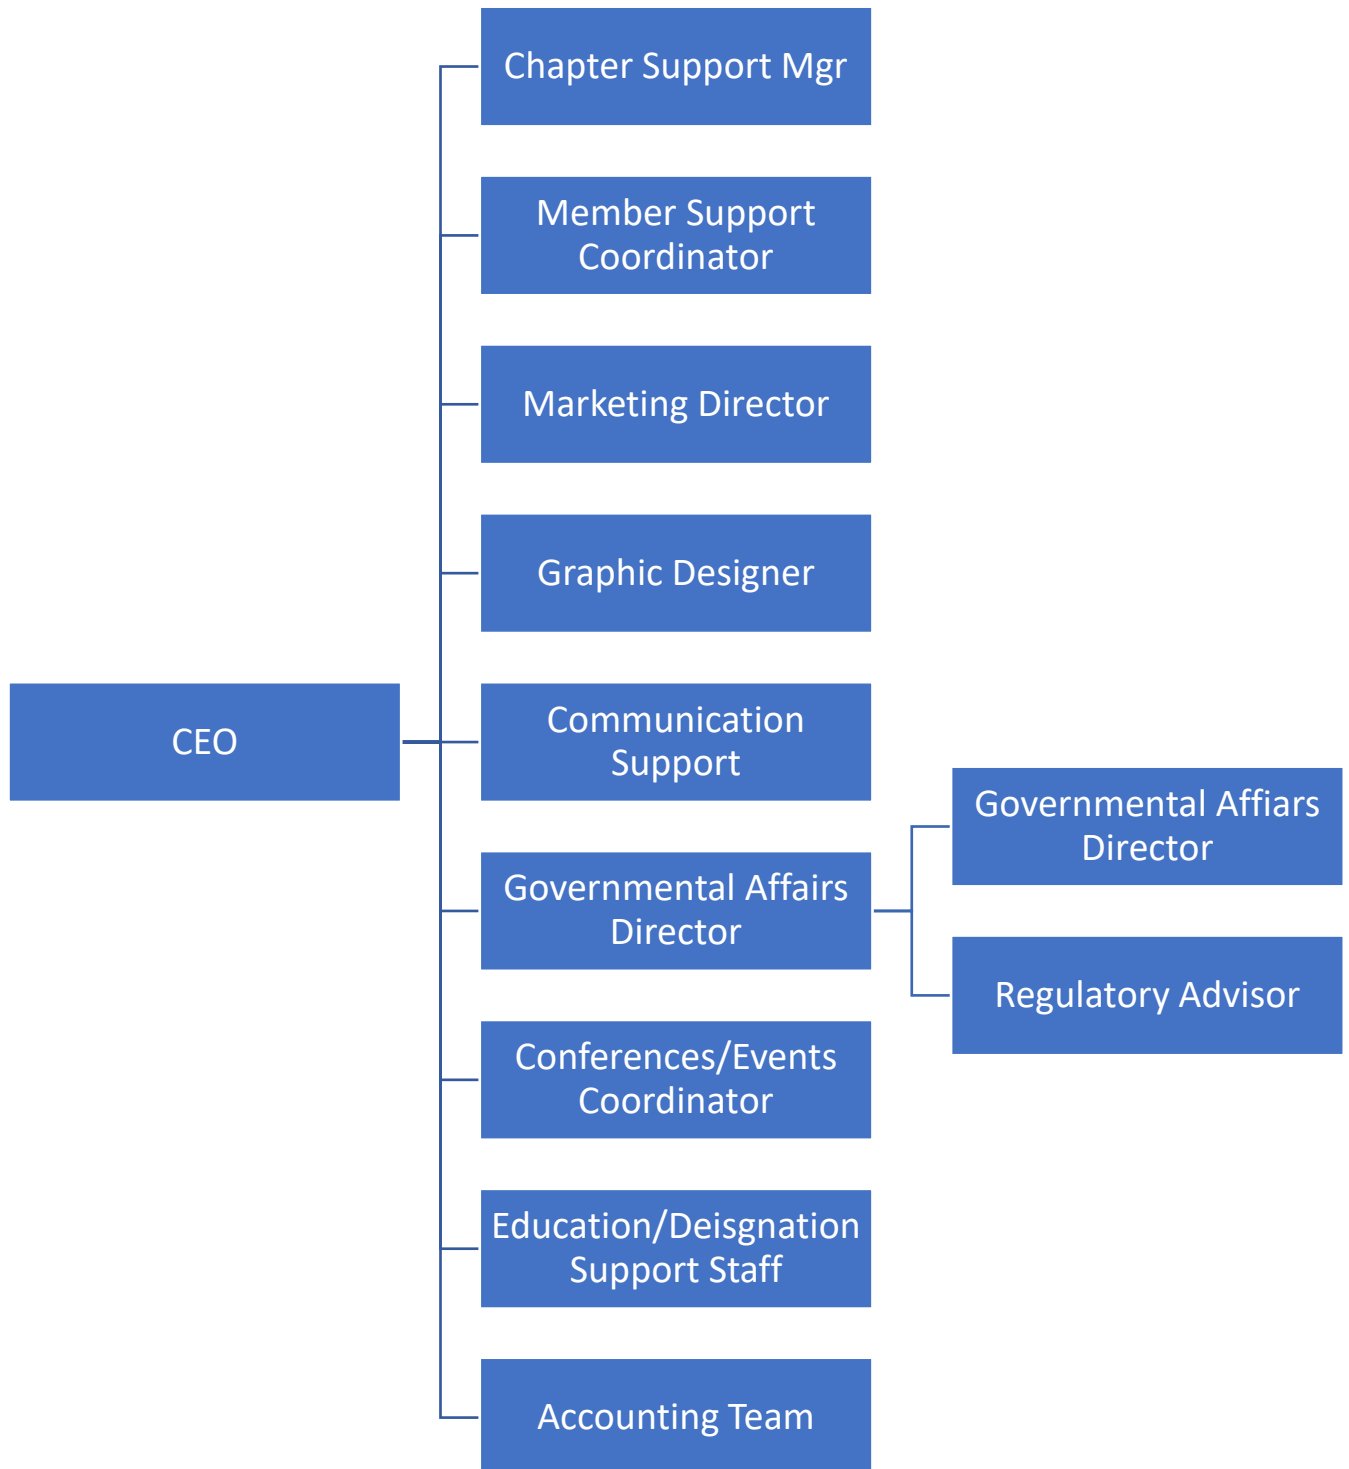 Chapter Support Mgr
Member Support
Coordinator
Marketing Director
Graphic Designer
CEO
Communication
Support
Governmental Affairs
Director
Governmental Affiars
Director
Regulatory Advisor
Conferences/Events
Coordinator
Education/Deisgnation
Support Staff
Accounting Team